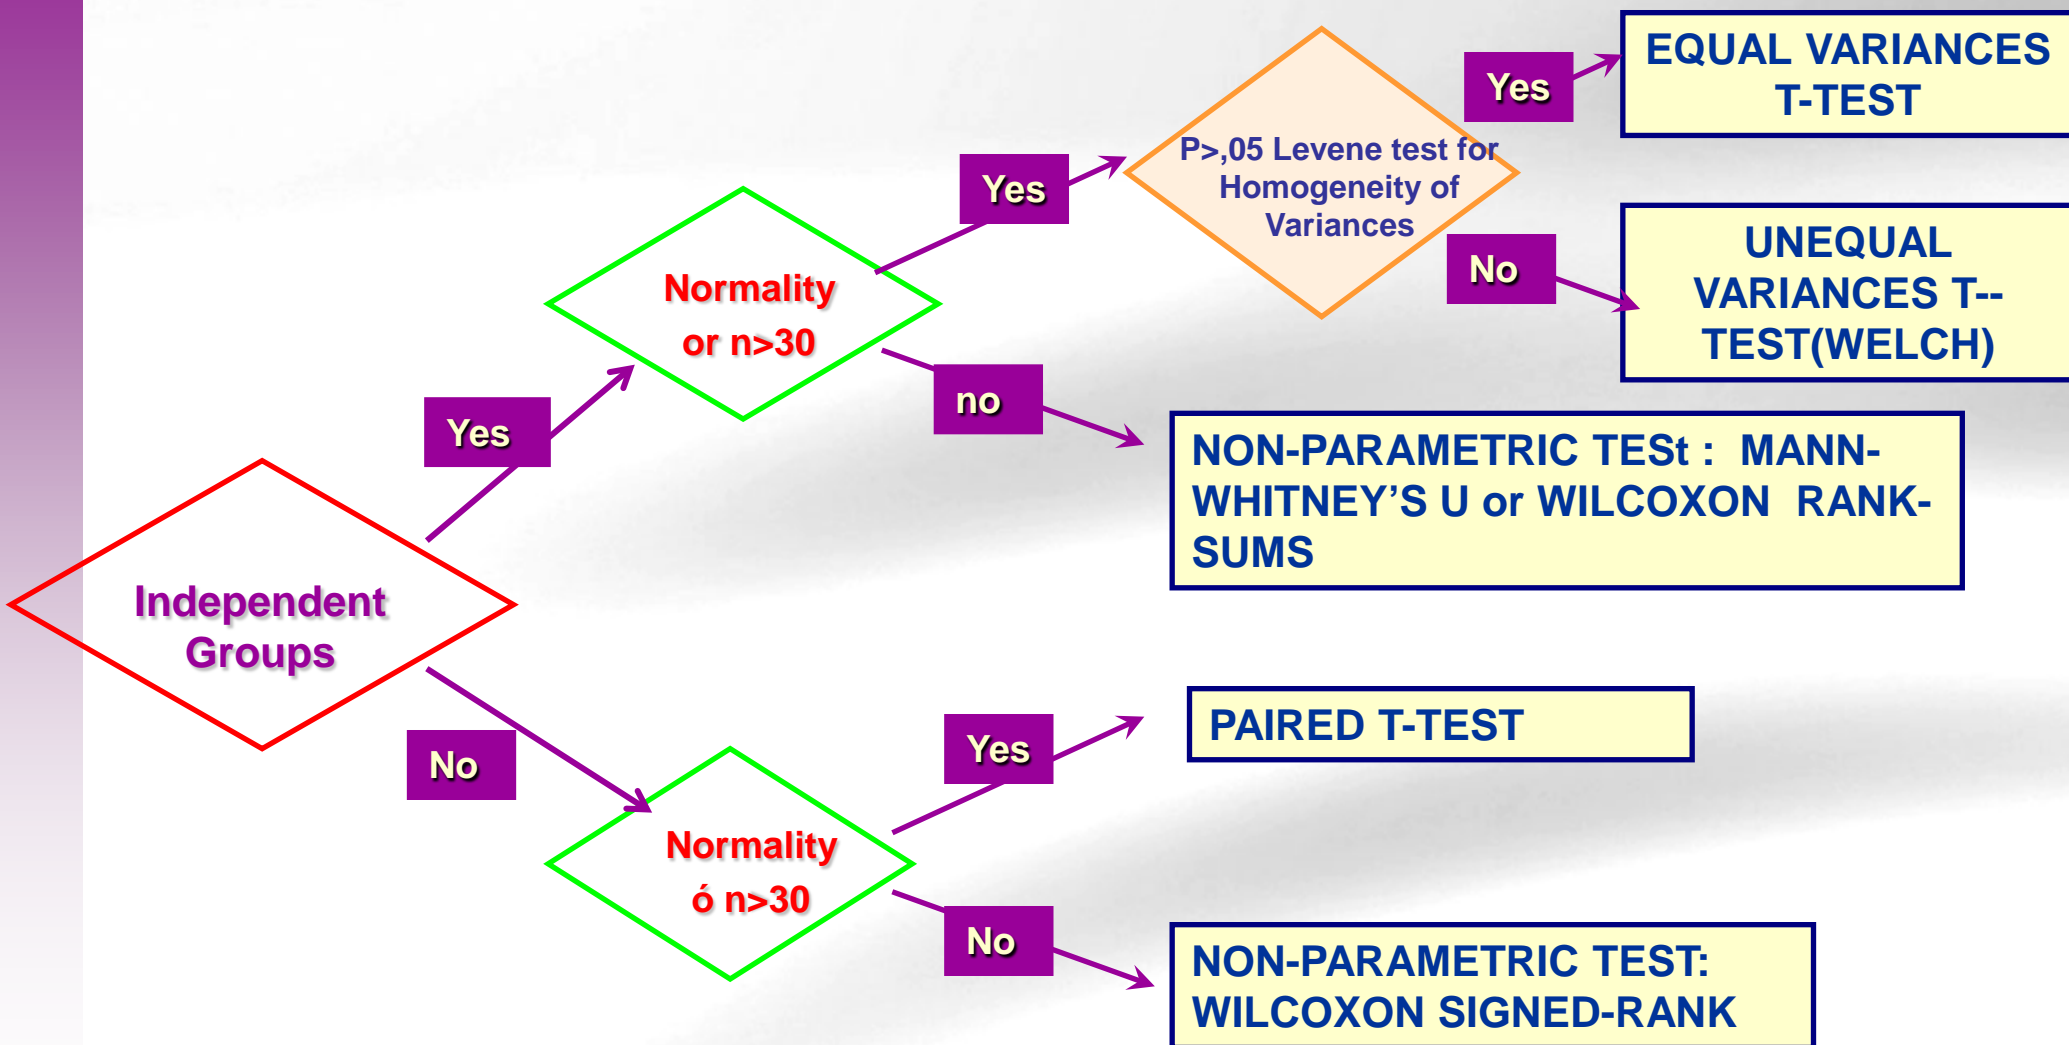 EQUAL VARIANCES
T-TEST
Yes
P>,05 Levene test for
Homogeneity of
Variances
Yes
No
UNEQUAL
VARIANCES T--
TEST(WELCH)
Normality
or n>30
no
Yes
NON-PARAMETRIC TESt : MANN-
WHITNEY’S U or WILCOXON RANK-
SUMS
Independent
Groups
No
Yes
PAIRED T-TEST
Normality
ó n>30
No
NON-PARAMETRIC TEST:
WILCOXON SIGNED-RANK